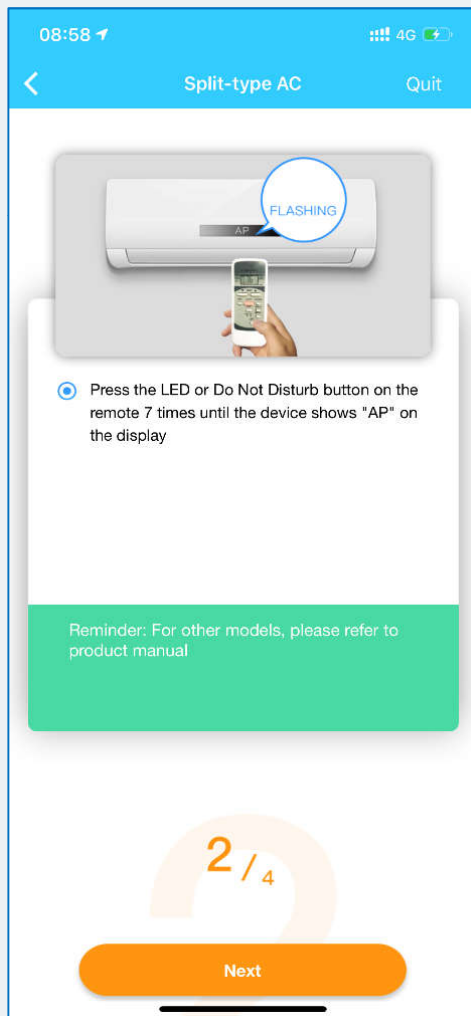 08:58
4G
Split-type AC
Quit
FLASHING
AP
Press the LED or Do Not Disturb button on the
remote 7 times until the device shows "AP" on
the display
Reminder: For other models, please refer to
product manual
2 / 4
Next